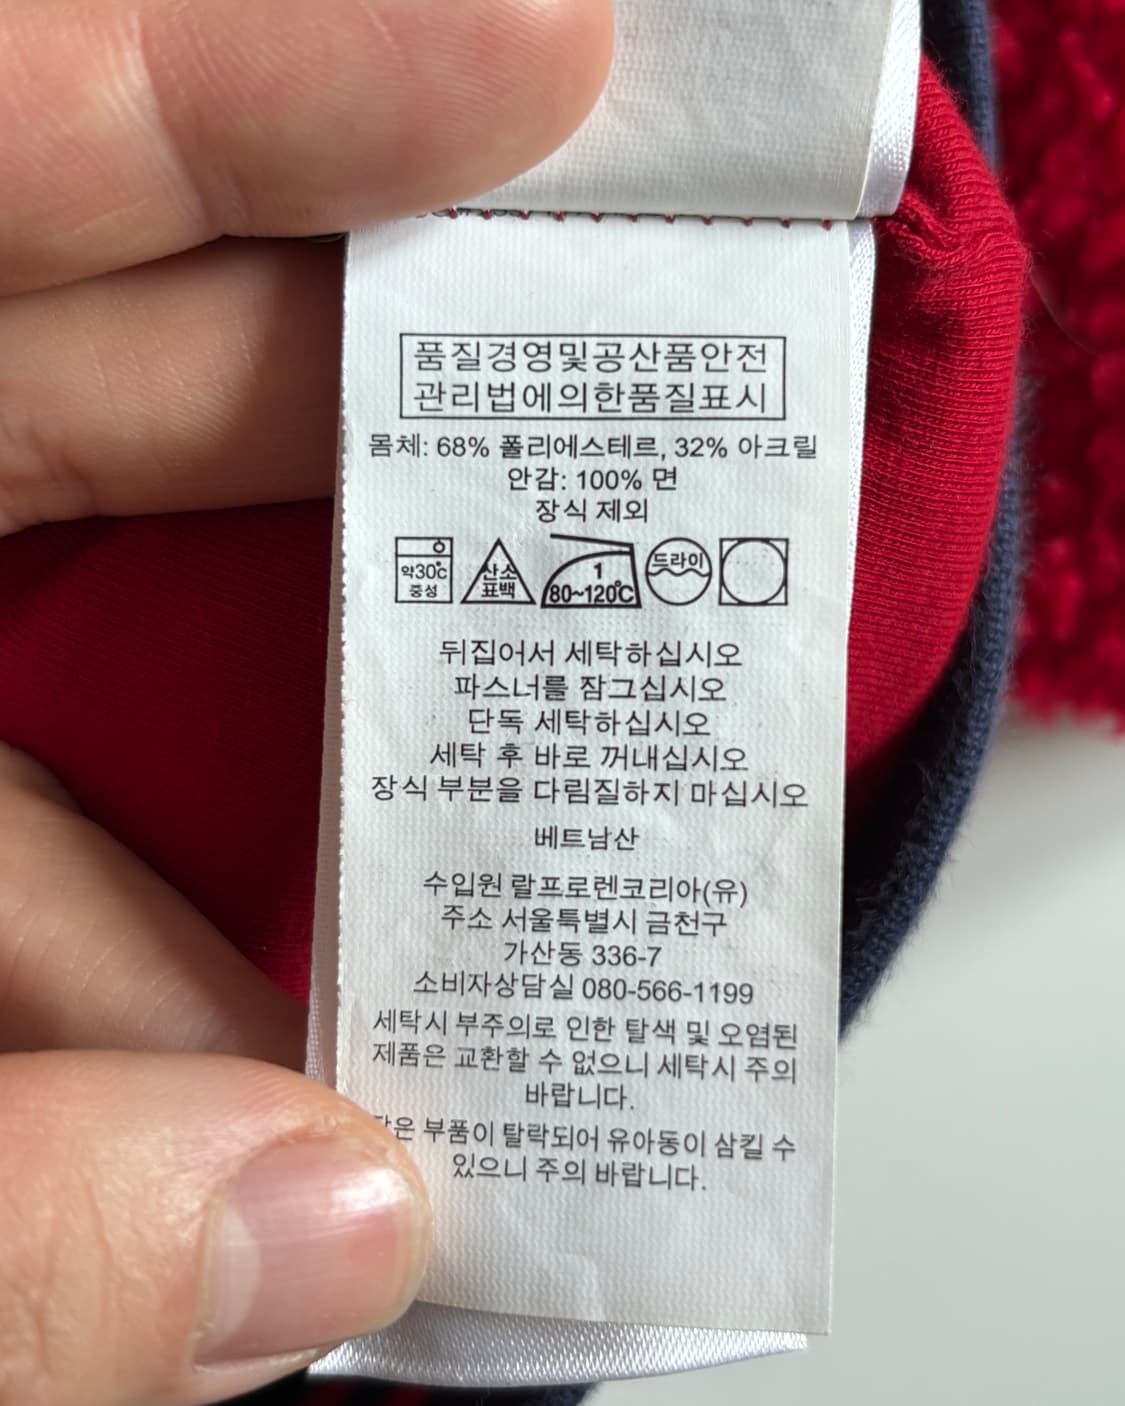 품질경영및공산품안전
관리법에의한품질표시
몸체: 68% 폴리에스테르, 32% 아크릴
안감: 100% 면
장식 제외
약30℃
중성
산소
표백
1
80~120℃
드라이
뒤집어서 세탁하십시오
파스너를 잠그십시오
단독 세탁하십시오
세탁 후 바로 꺼내십시오
장식 부분을 다림질하지 마십시오
베트남산
수입원 랄프로렌코리아(유)
주소 서울특별시 금천구
가산동 336-7
소비자상담실 080-566-1199
세탁시 부주의로 인한 탈색 및 오염된
제품은 교환할 수 없으니 세탁시 주의
바랍니다.
부품이 탈락되어 유아동이 삼킬 수
있으니 주의 바랍니다.